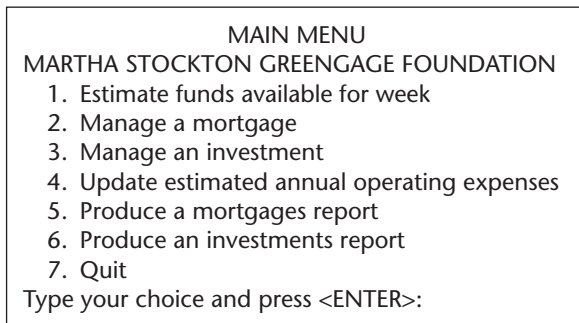 MAIN MENU
MARTHA STOCKTON GREENGAGE FOUNDATION
1. Estimate funds available for week
2. Manage a mortgage
3. Manage an investment
4. Update estimated annual operating expenses
5. Produce a mortgages report
6. Produce an investments report
7. Quit
Type your choice and press <ENTER>: